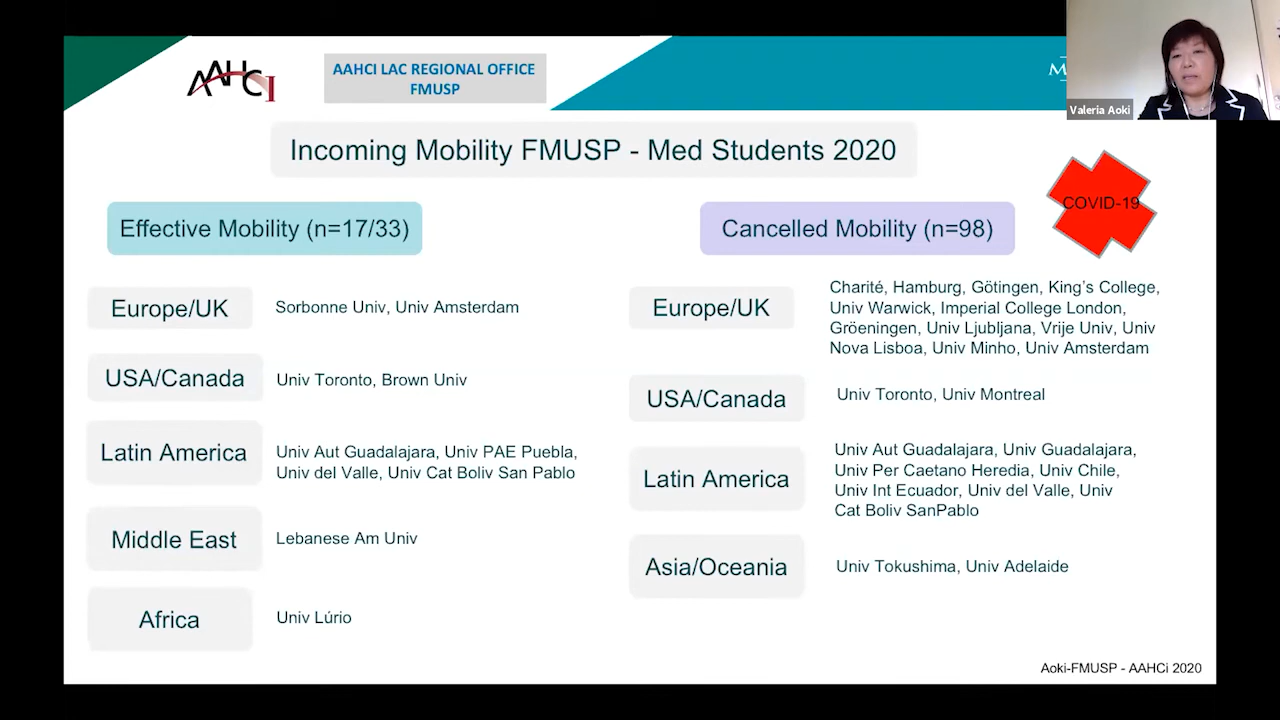 AAHCI
AAHCI LAC REGIONAL OFFICE
FMUSP
Valeria Aoki
Incoming Mobility FMUSP - Med Students 2020
COVID-19
Effective Mobility (n=17/33)
Europe/UK
Sorbonne Univ, Univ Amsterdam
USA/Canada
Univ Toronto, Brown Univ
Latin America
Univ Aut Guadalajara, Univ PAE Puebla,
Univ del Valle, Univ Cat Boliv San Pablo
Middle East
Lebanese Am Univ
Africa
Univ Lúrio
Cancelled Mobility (n=98)
Europe/UK
Charité, Hamburg, Götingen, King's College,
Univ Warwick, Imperial College London,
Gröeningen, Univ Ljubljana, Vrije Univ, Univ
Nova Lisboa, Univ Minho, Univ Amsterdam
USA/Canada
Univ Toronto, Univ Montreal
Latin America
Univ Aut Guadalajara, Univ Guadalajara,
Univ Per Caetano Heredia, Univ Chile,
Univ Int Ecuador, Univ del Valle, Univ
Cat Boliv SanPablo
Asia/Oceania
Univ Tokushima, Univ Adelaide
Aoki-FMUSP - AAHCi 2020